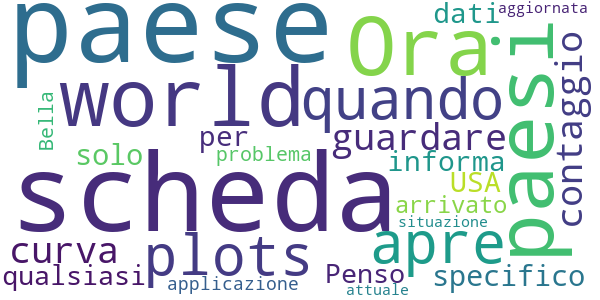 paese
Ora
dati
aggiornata
world
quando
paesi
contagio
Bella
per
guardare
solo
problema
informa
USA
scheda
arrivato
situazione
curva
plots
apre
qualsiasi
applicazione
Penso
specifico
attuale